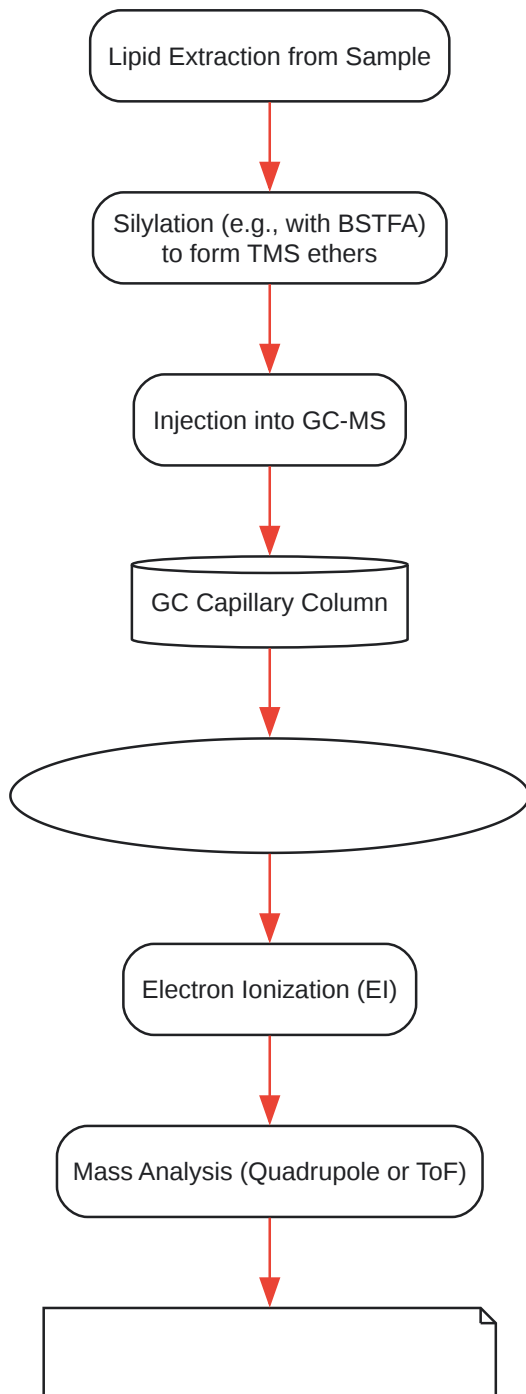 Lipid Extraction from Sample
Silylation (e.g., with BSTFA)
to form TMS ethers
Injection into GC-MS
GC Capillary Column
Electron Ionization (EI)
Mass Analysis (Quadrupole or ToF)